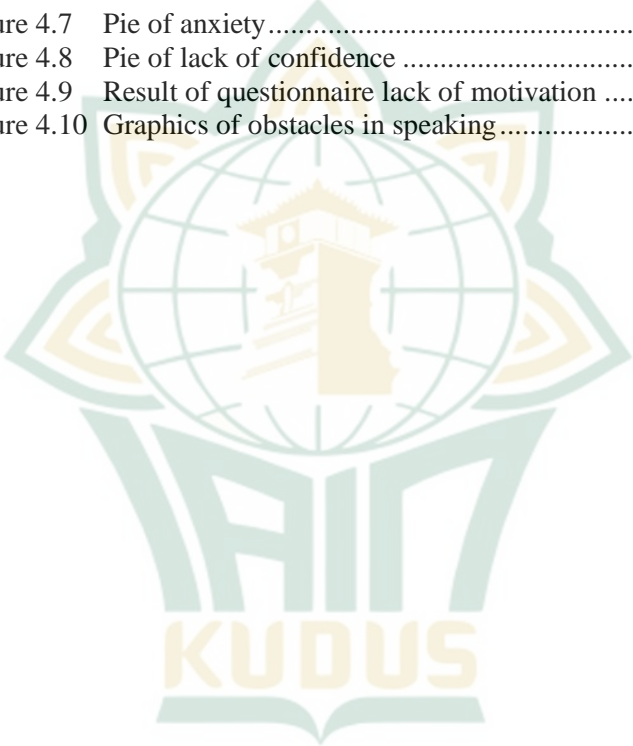 ure 4.7 Pie of anxiety.................................................
ure 4.8 Pie of lack of confidence ...............................
ure 4.9 Result of questionnaire lack of motivation ....
ure 4.10 Graphics of obstacles in speaking..................
IAIN
KUDUS